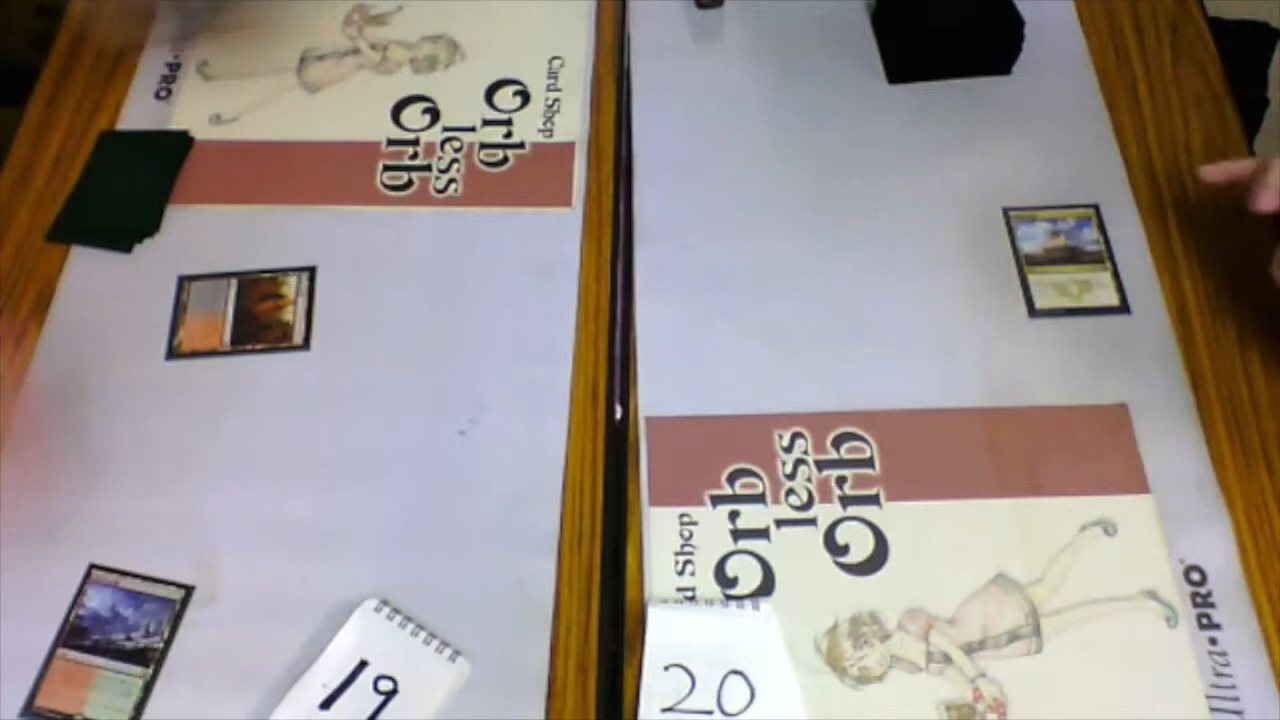 Card Shop
Orb
less
Orb
PRO
19
d Shop
Orb
less
Orb
20
Ultra•PRO